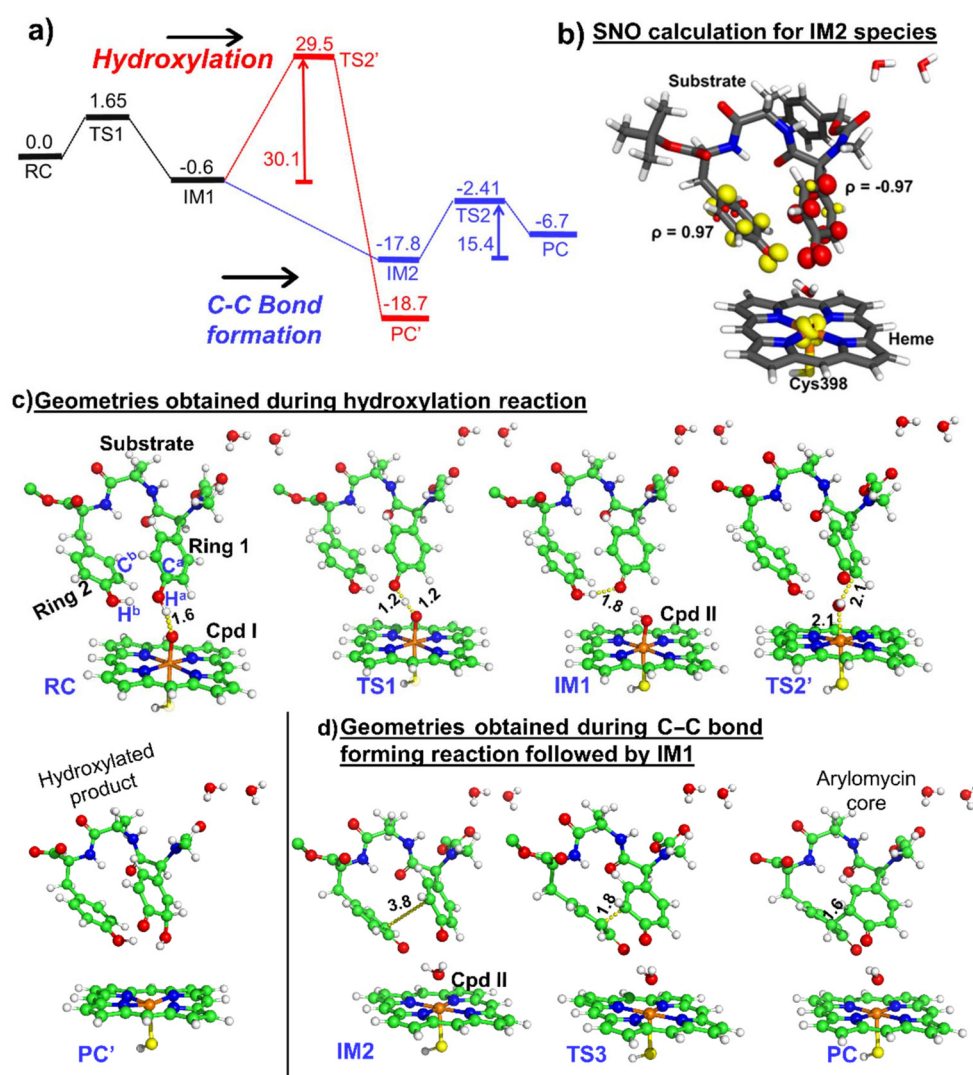 a)
Hydroxylation
29.5
TS2'
1.65
TS1
0.0
RC
30.1
-0.6
IM1
-2.41
TS2
-6.7
PC
15.4
-17.8
IM2
C-C Bond
formation
-18.7
PC'
b) SNO calculation for IM2 species
Substrate
ρ = -0.97
ρ = 0.97
Heme
Cys398
c) Geometries obtained during hydroxylation reaction
Substrate
Ring 1
Cᵇ
Cᵃ
Ring 2
Hᵇ
Hᵃ
1.6
Cpd I
RC
1.2
1.2
TS1
1.8
Cpd II
IM1
2.1
2.1
TS2'
Hydroxylated
product
PC'
d) Geometries obtained during C–C bond
forming reaction followed by IM1
3.8
Cpd II
IM2
1.8
TS3
Arylomycin
core
1.6
PC